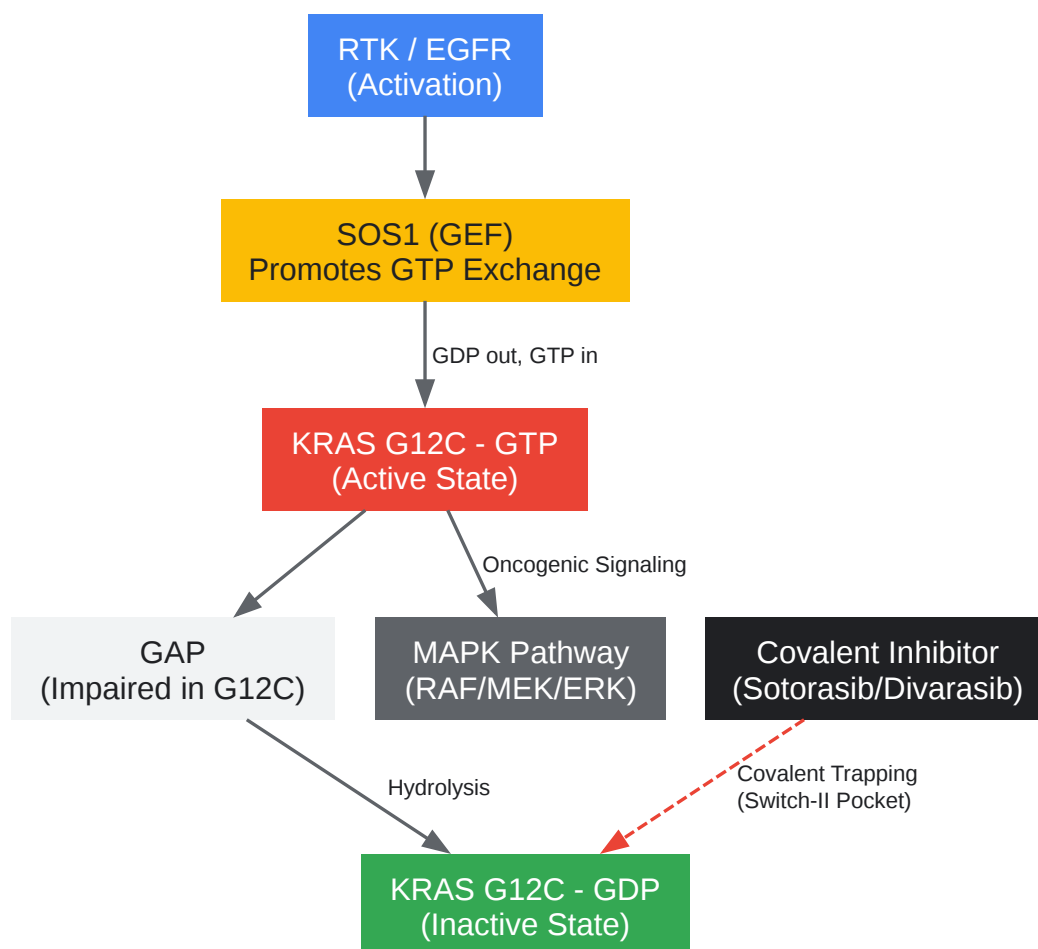 RTK / EGFR
(Activation)
SOS1 (GEF)
Promotes GTP Exchange
GDP out, GTP in
KRAS G12C - GTP
(Active State)
Oncogenic Signaling
GAP
(Impaired in G12C)
MAPK Pathway
(RAF/MEK/ERK)
Covalent Inhibitor
(Sotorasib/Divarasib)
Hydrolysis
Covalent Trapping
(Switch-II Pocket)
KRAS G12C - GDP
(Inactive State)